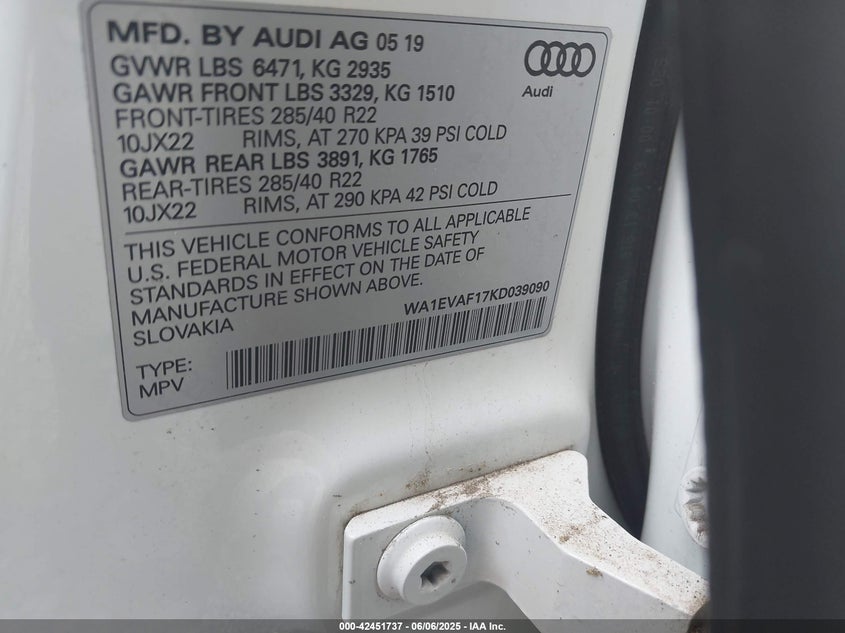 MFD. BY AUDI AG 05 19
GVWR LBS 6471, KG 2935
GAWR FRONT LBS 3329, KG 1510
FRONT-TIRES 285/40 R22
10JX22 RIMS, AT 270 KPA 39 PSI COLD
GAWR REAR LBS 3891, KG 1765
REAR-TIRES 285/40 R22
10JX22 RIMS, AT 290 KPA 42 PSI COLD
Audi
THIS VEHICLE CONFORMS TO ALL APPLICABLE
U.S. FEDERAL MOTOR VEHICLE SAFETY
STANDARDS IN EFFECT ON THE DATE OF
MANUFACTURE SHOWN ABOVE.
SLOVAKIA
WA1EVAF17KD039090
TYPE:
MPV
000-42451737 - 06/06/2025 - IAA Inc.